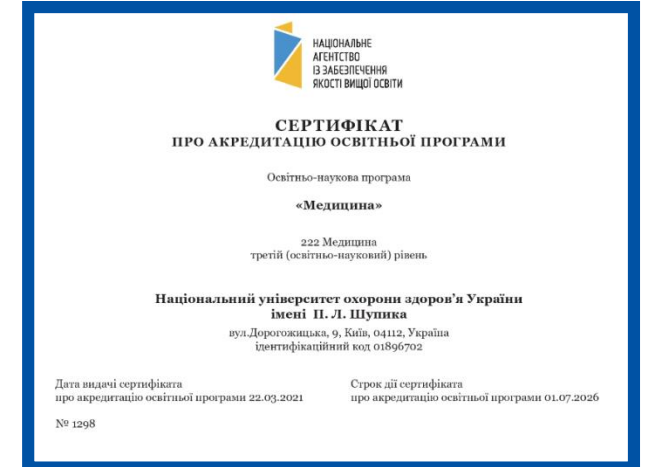 НАЦІОНАЛЬНЕ
АГЕНТСТВО
ІЗ ЗАБЕЗПЕЧЕННЯ
ЯКОСТІ ВИЩОЇ ОСВІТИ
СЕРТИФІКАТ
ПРО АКРЕДИТАЦІЮ ОСВІТНЬОЇ ПРОГРАМИ
Освітньо-наукова програма
«Медицина»
222 Медицина
третій (освітньо-науковий) рівень
Національний університет охорони здоров’я України
імені П. Л. Шупика
вул.Дорогожицька, 9, Київ, 04112, Україна
ідентифікаційний код 01896702
Дата видачі сертифіката
про акредитацію освітньої програми 22.03.2021
Строк дії сертифіката
про акредитацію освітньої програми 01.07.2026
№ 1298